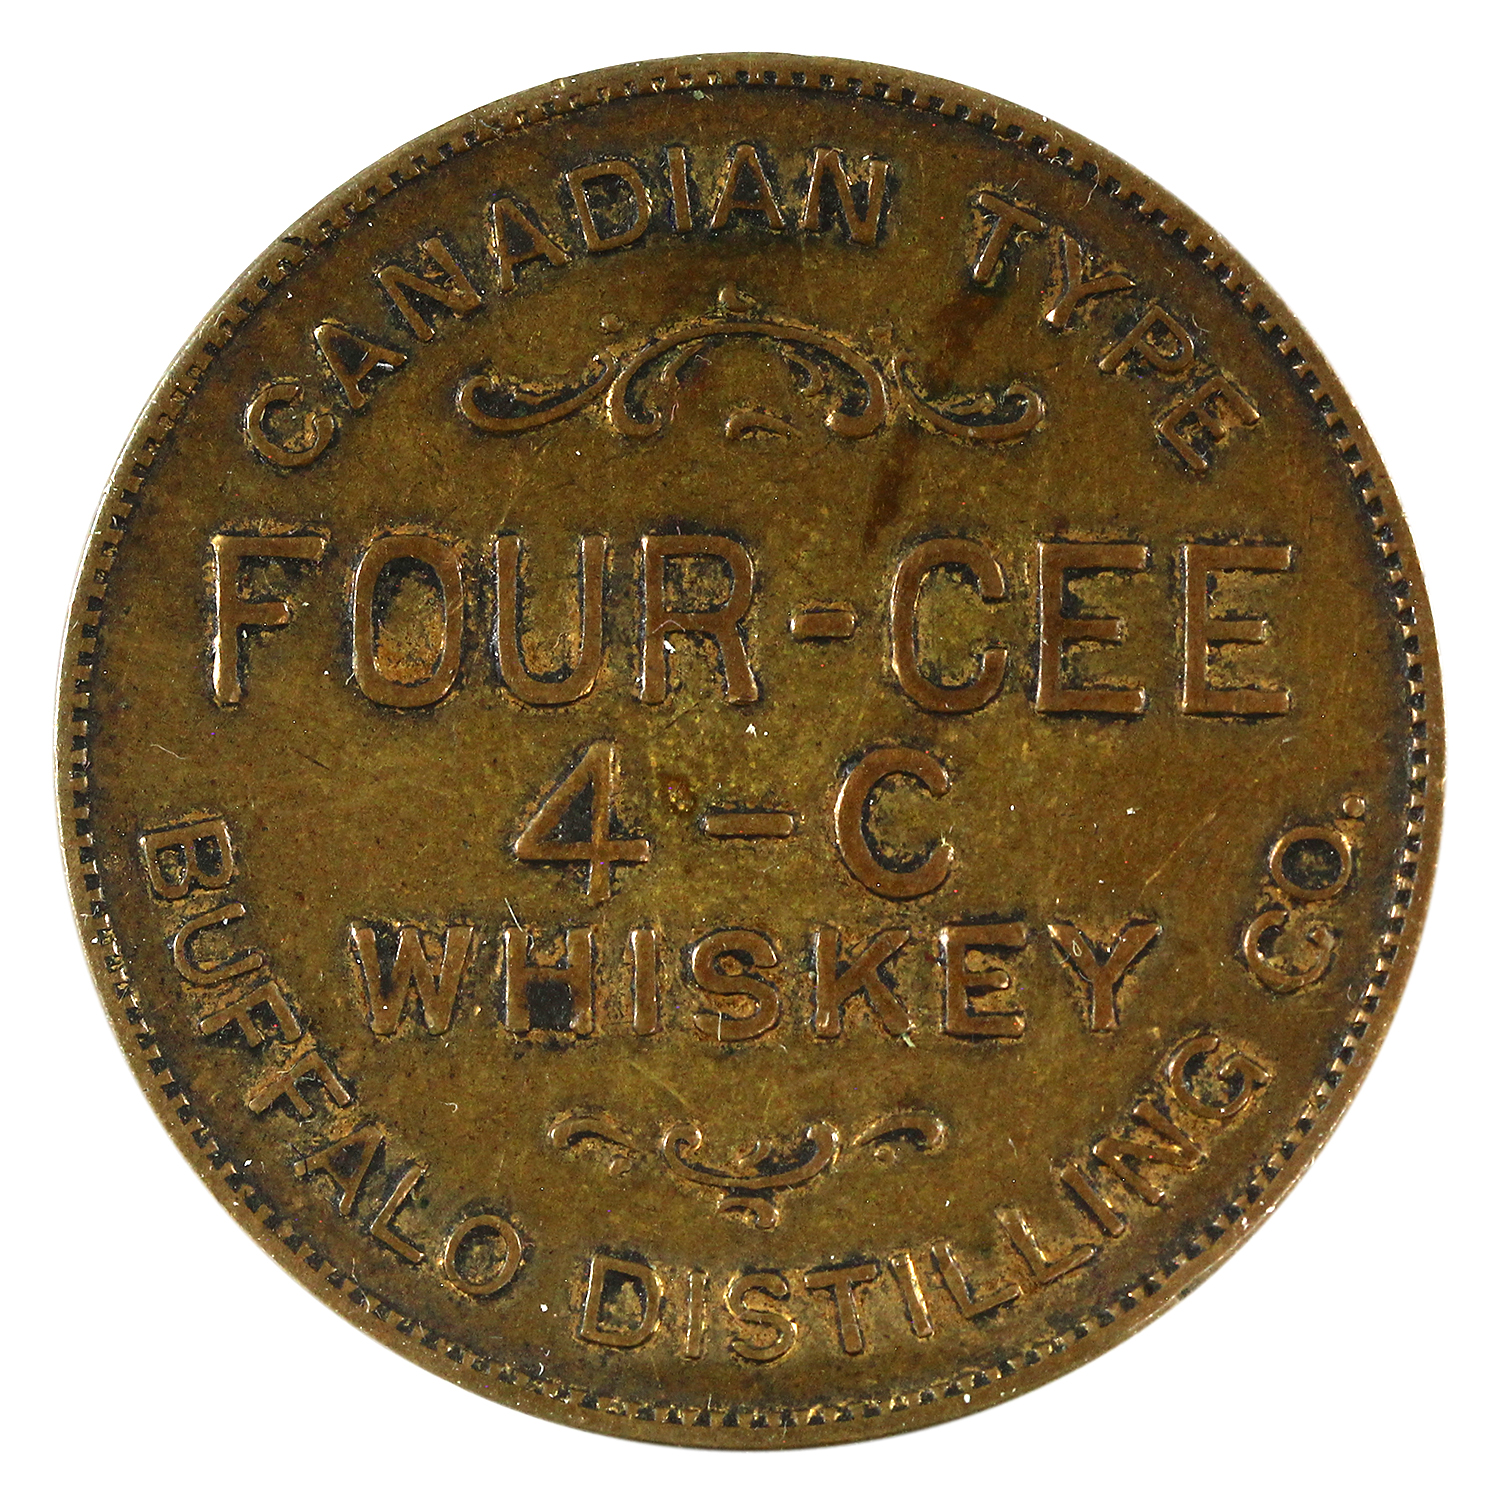 CANADIAN TYPE
FOUR-CEE
4-C
WHISKEY
BUFFALO DISTILLING CO.